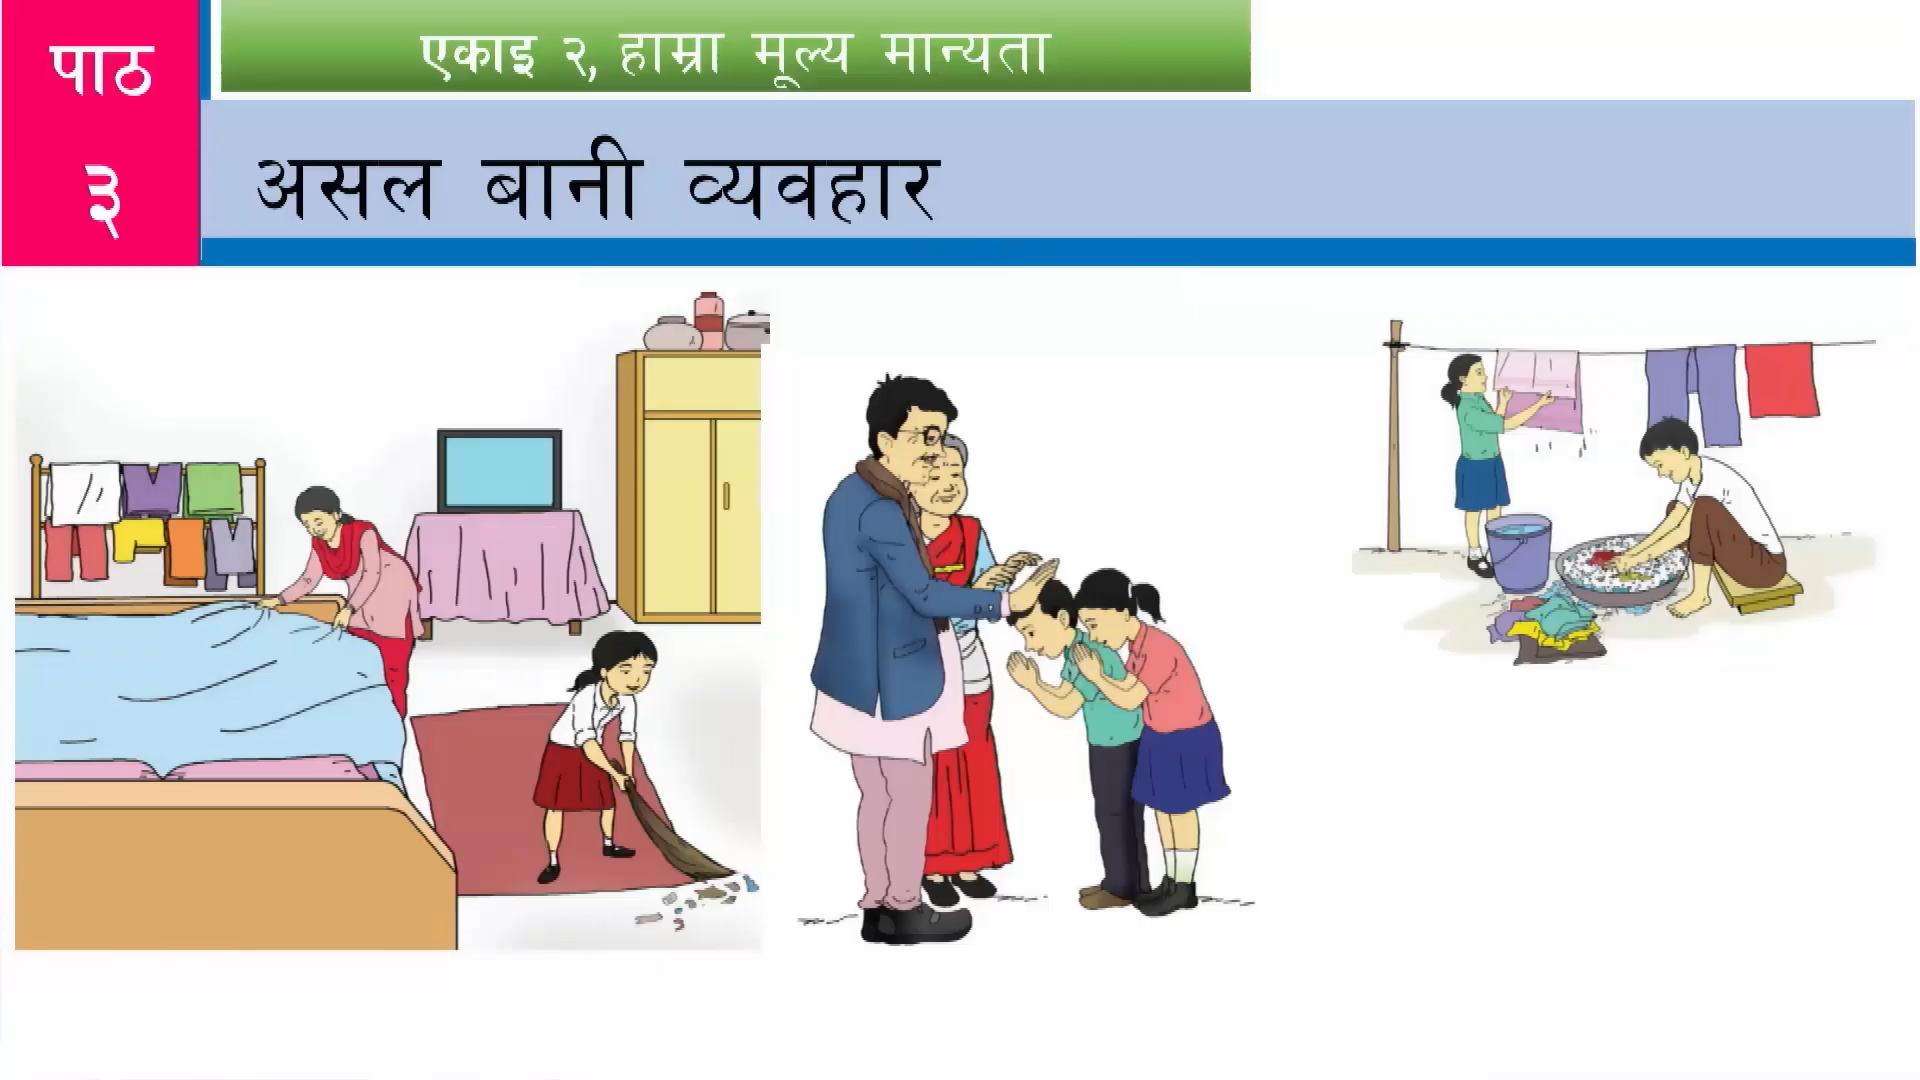 पाठ
३
एकाइ २, हाम्रा मूल्य मान्यता
असल बानी व्यवहार